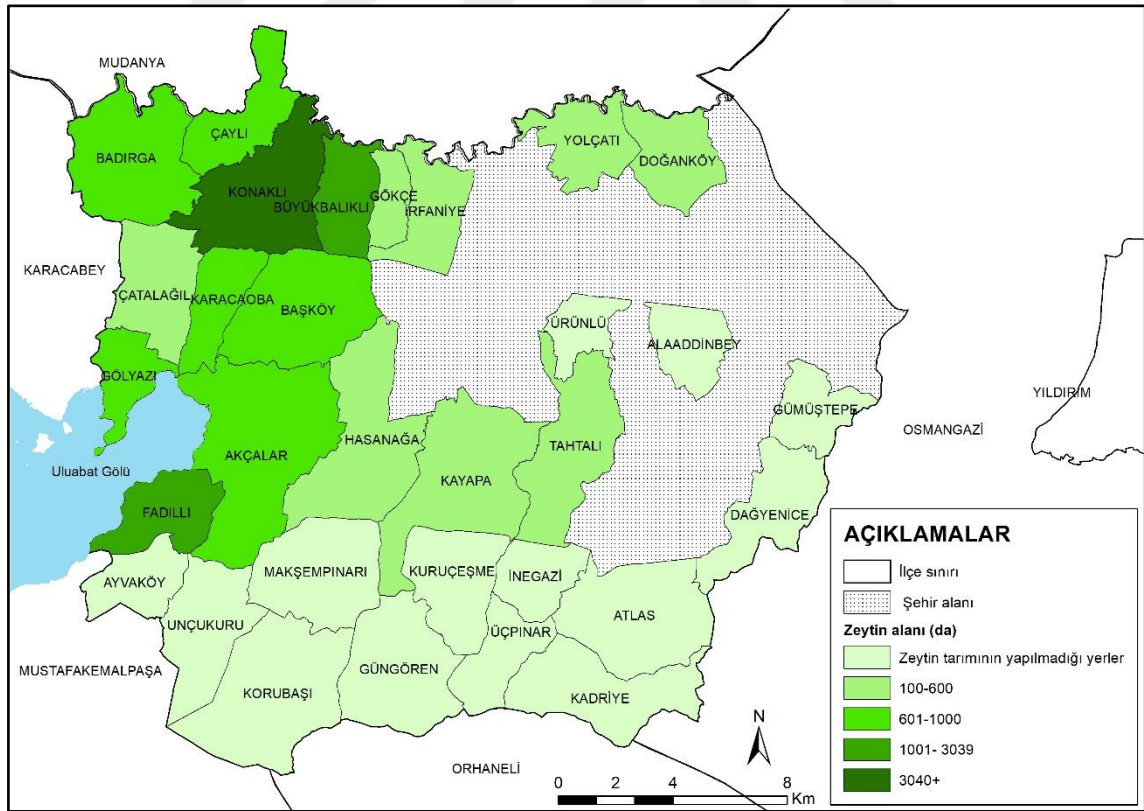 MUDANYA
ÇAYLI
BADIRGA
YOLÇATI
DOĞANKÖY
KONAKLI
GÖKÇE
BÜYÜKBALIKLI
İRFANİYE
KARACABEY
ÇATALAĞIL
KARACAOBA
BAŞKÖY
ÜRÜNLÜ
ALAADDİNBEY
GÖLYAZI
YILDIRIM
GÜMÜŞTEPE
OSMANGAZİ
HASANAĞA
TAHTALI
AKÇALAR
Uluabat Gölü
KAYAPA
FADILLI
DAĞYENİCE
AYVAKÖY
MAKŞEMPINARI
KURUÇEŞME
İNEGAZİ
UNÇUKURU
ATLAS
ÜÇPINAR
MUSTAFAKEMALPAŞA
GÜNGÖREN
KORUBAŞI
KADRİYE
ORHANELİ
N
0 2 4 8
Km
AÇIKLAMALAR
İlçe sınırı
Şehir alanı
Zeytin alanı (da)
Zeytin tarımının yapılmadığı yerler
100-600
601-1000
1001- 3039
3040+